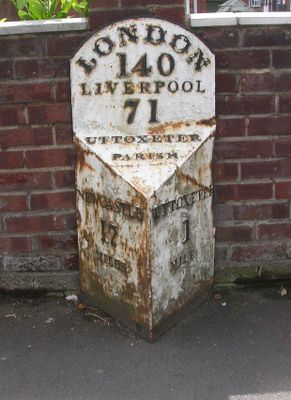 LONDON
140
LIVERPOOL
71
UTTOXETER
PARISH
NEWCASTLE
17
MILES
UTTOXETER
1
MILE